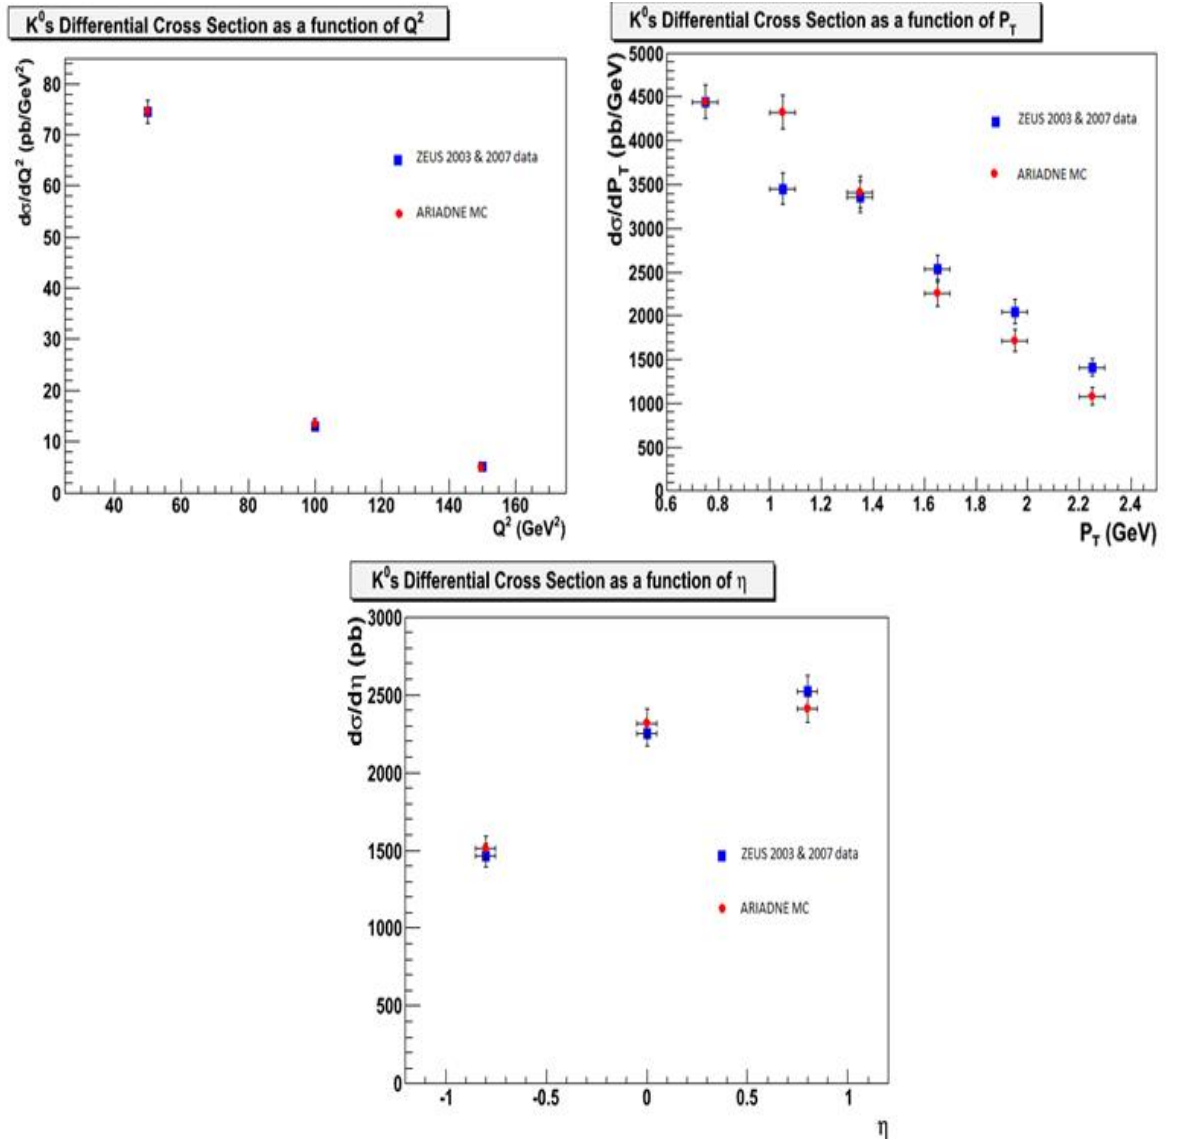 K⁰s Differential Cross Section as a function of Q²
dσ/dQ² (pb/GeV²)
80
70
60
50
40
30
20
10
0
ZEUS 2003 & 2007 data
ARIADNE MC
40 60 80 100 120 140 160
Q² (GeV²)
K⁰s Differential Cross Section as a function of P_T
dσ/dP_T (pb/GeV)
5000
4500
4000
3500
3000
2500
2000
1500
1000
500
0
ZEUS 2003 & 2007 data
ARIADNE MC
0.6 0.8 1 1.2 1.4 1.6 1.8 2 2.2 2.4
P_T (GeV)
K⁰s Differential Cross Section as a function of η
dσ/dη (pb)
3000
2500
2000
1500
1000
500
0
ZEUS 2003 & 2007 data
ARIADNE MC
-1 -0.5 0 0.5 1
η